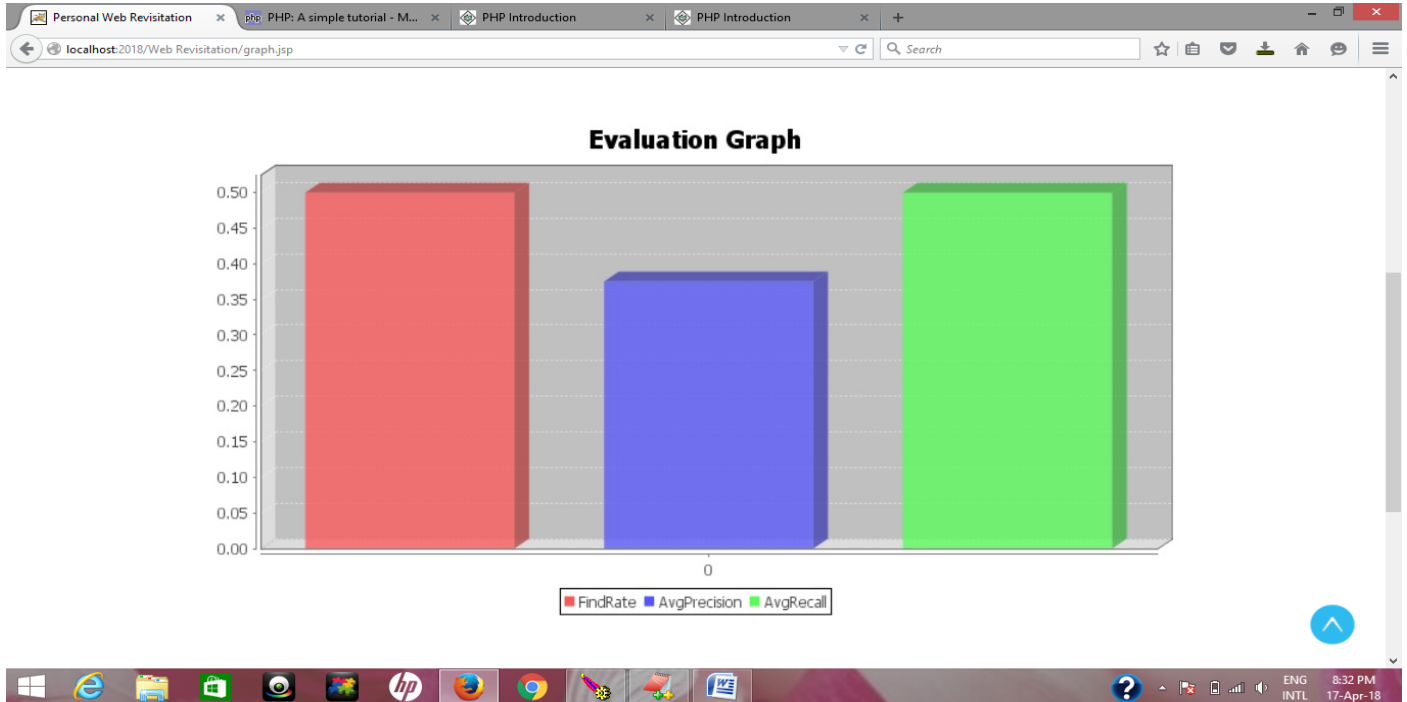 Personal Web Revisitation × php PHP: A simple tutorial - M... × PHP Introduction × PHP Introduction × +
localhost:2018/Web Revisitation/graph.jsp Search
Evaluation Graph
0.50
0.45
0.40
0.35
0.30
0.25
0.20
0.15
0.10
0.05
0.00
0
FindRate AvgPrecision AvgRecall
hp ? ENG 8:32 PM
INTL 17-Apr-18